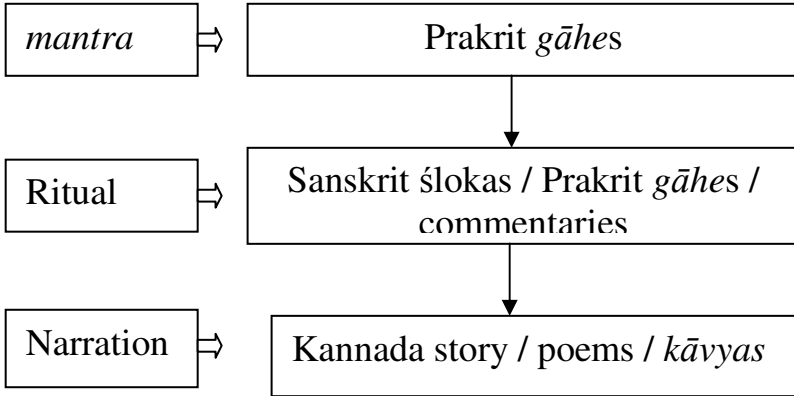 mantra
Prakrit gāhes
Ritual
Sanskrit ślokas / Prakrit gāhes /
commentaries
Narration
Kannada story / poems / kāvyas